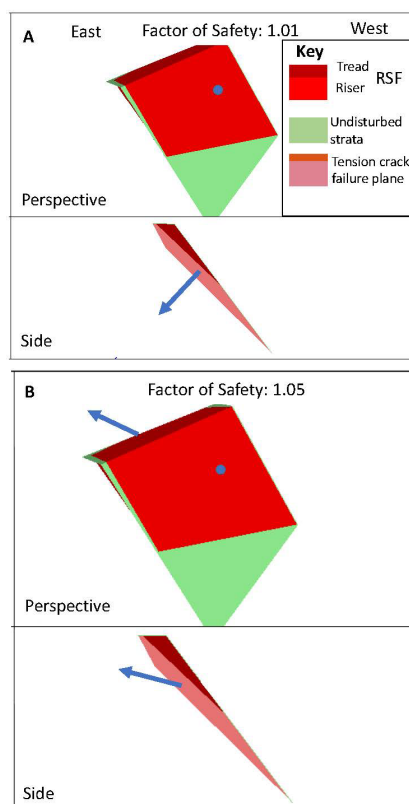 A East Factor of Safety: 1.01 West
Key
Tread
Riser
RSF
Undisturbed
strata
Tension crack
failure plane
Perspective
Side
B Factor of Safety: 1.05
Perspective
Side